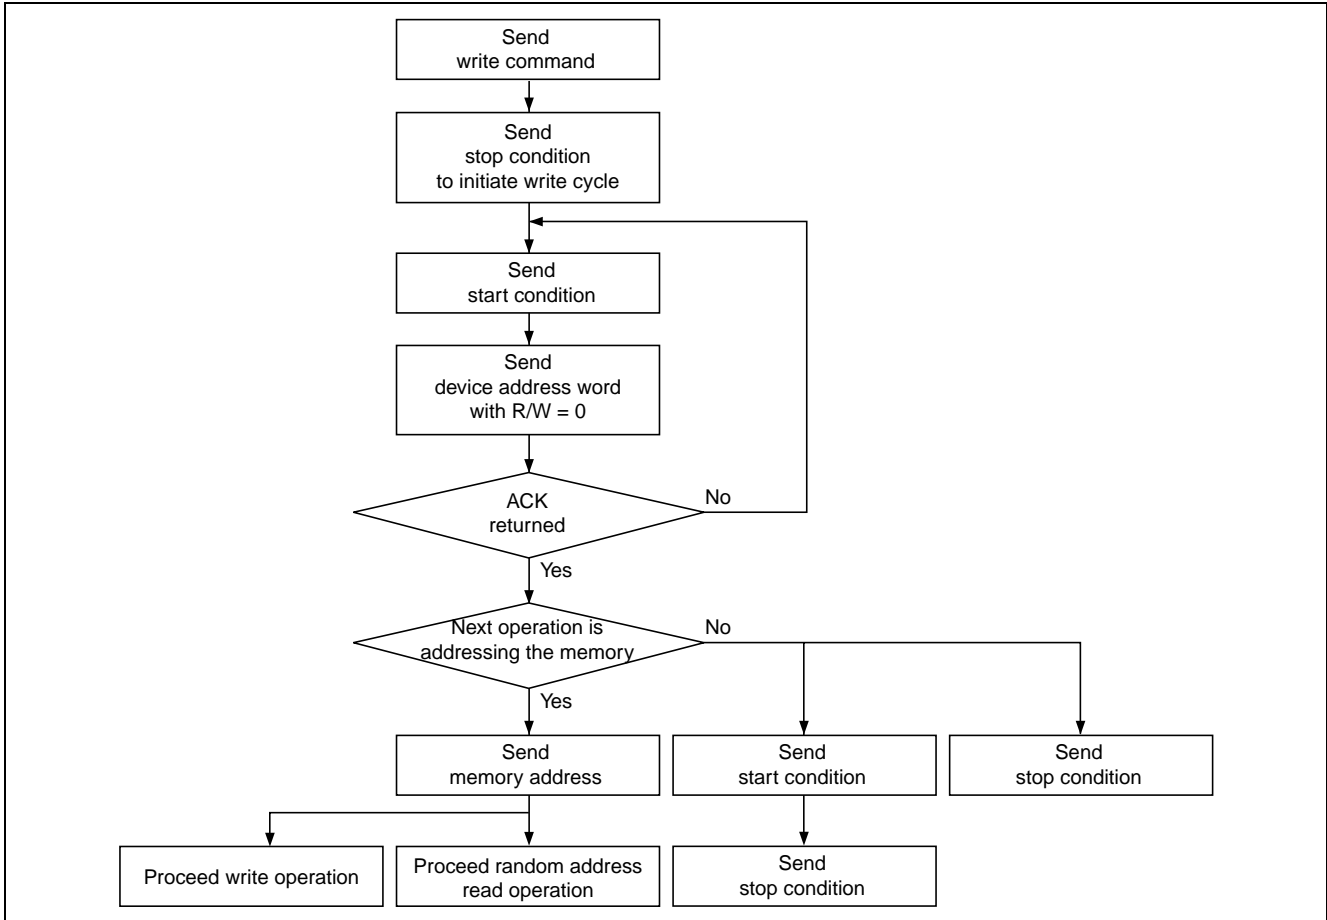 Send
write command
Send
stop condition
to initiate write cycle
Send
start condition
Send
device address word
with R/W = 0
ACK
returned
No
Yes
Next operation is
addressing the memory
No
Yes
Send
memory address
Send
start condition
Send
stop condition
Proceed write operation
Proceed random address
read operation
Send
stop condition